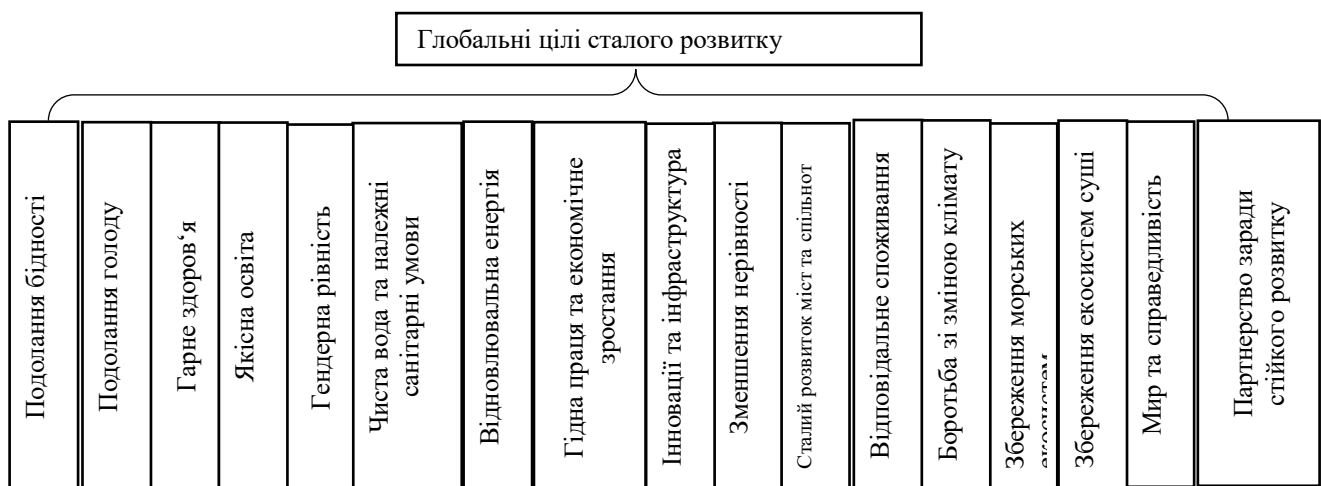 Глобальні цілі сталого розвитку
Подолання бідності
Подолання голоду
Гарне здоров‘я
Якісна освіта
Гендерна рівність
Чиста вода та належні
санітарні умови
Відновлювальна енергія
Гідна праця та економічне
зростання
Інновації та інфраструктура
Зменшення нерівності
Сталий розвиток міст та спільнот
Відповідальне споживання
Боротьба зі зміною клімату
Збереження морських
екосистем
Збереження екосистем суші
Мир та справедливість
Партнерство заради
стійкого розвитку